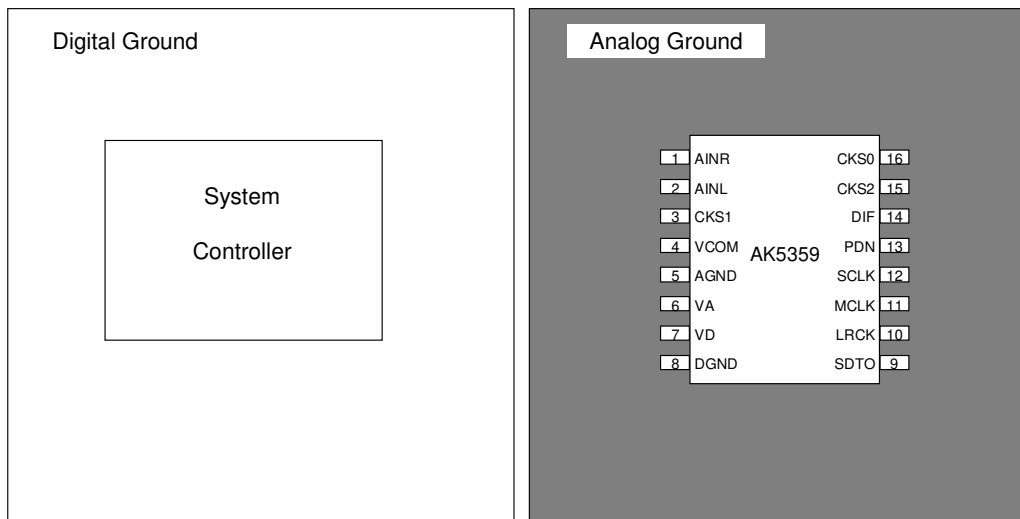 Digital Ground
System
Controller
Analog Ground
1 AINR
2 AINL
3 CKS1
4 VCOM
5 AGND
6 VA
7 VD
8 DGND
AK5359
CKS0 16
CKS2 15
DIF 14
PDN 13
SCLK 12
MCLK 11
LRCK 10
SDTO 9